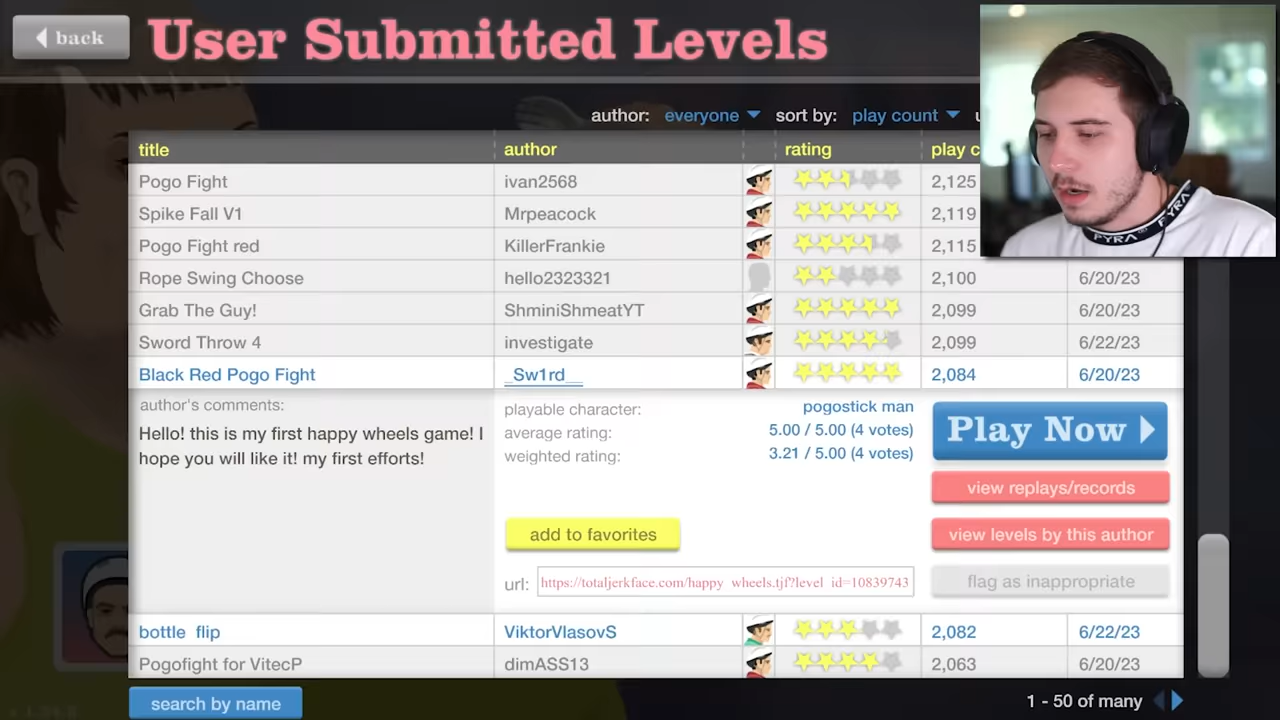 back
User Submitted Levels
author: everyone sort by: play count u
title author rating play c
Pogo Fight ivan2568 2,125
Spike Fall V1 Mrpeacock 2,119
Pogo Fight red KillerFrankie 2,115
Rope Swing Choose hello2323321 2,100 6/20/23
Grab The Guy! ShminiShmeatYT 2,099 6/20/23
Sword Throw 4 investigate 2,099 6/22/23
Black Red Pogo Fight _Sw1rd__ 2,084 6/20/23
author's comments:
Hello! this is my first happy wheels game! I
hope you will like it! my first efforts!
playable character: pogostick man
average rating: 5.00 / 5.00 (4 votes)
weighted rating: 3.21 / 5.00 (4 votes)
Play Now
view replays/records
add to favorites
view levels by this author
url: https://totaljerkface.com/happy_wheels.tjf?level_id=10839743
flag as inappropriate
bottle flip ViktorVlasovS 2,082 6/22/23
Pogofight for VitecP dimASS13 2,063 6/20/23
search by name
1 - 50 of many
FYRA
FYRA